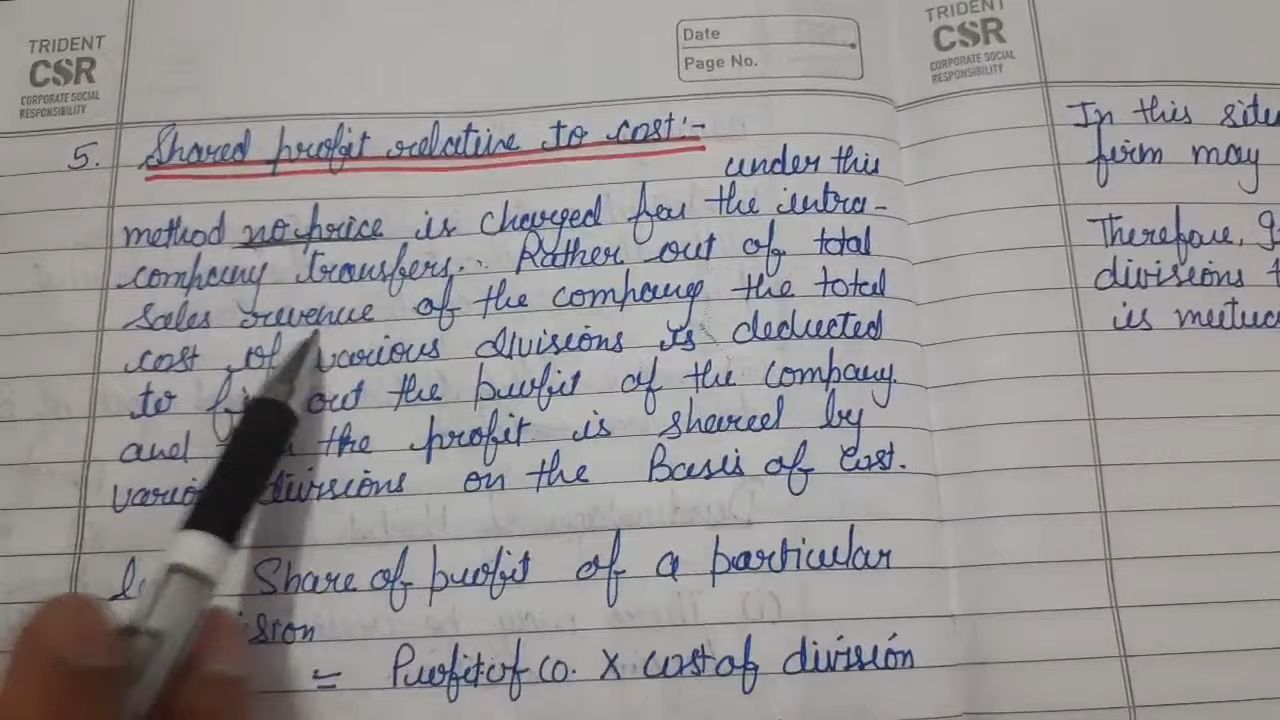 TRIDENT
CSR
CORPORATE SOCIAL
RESPONSIBILITY
Date
Page No.
TRIDENT
CSR
CORPORATE SOCIAL
RESPONSIBILITY
5. Shared profit relative to cost:-
under this
method no price is charged for the intra-
company transfers. Rather out of total
sales revenue of the company the total
cost of various divisions is deducted
to out the profit of the company.
and the profit is shared by
divisions on the Basis of Cost.
Share of profit of a particular
= Profit of Co. X cost of division
In this
firm may
Therefore,
divisions
is